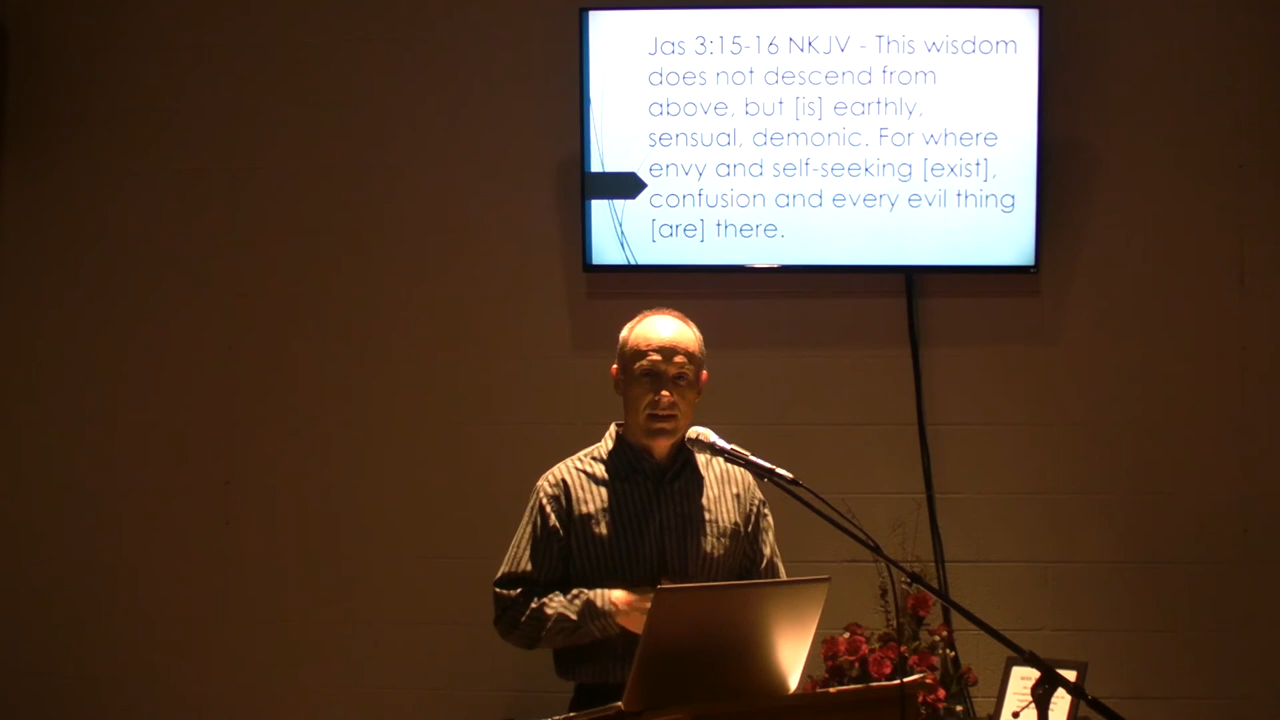 Jas 3:15-16 NKJV - This wisdom
does not descend from
above, but [is] earthly,
sensual, demonic. For where
envy and self-seeking [exist],
confusion and every evil thing
[are] there.